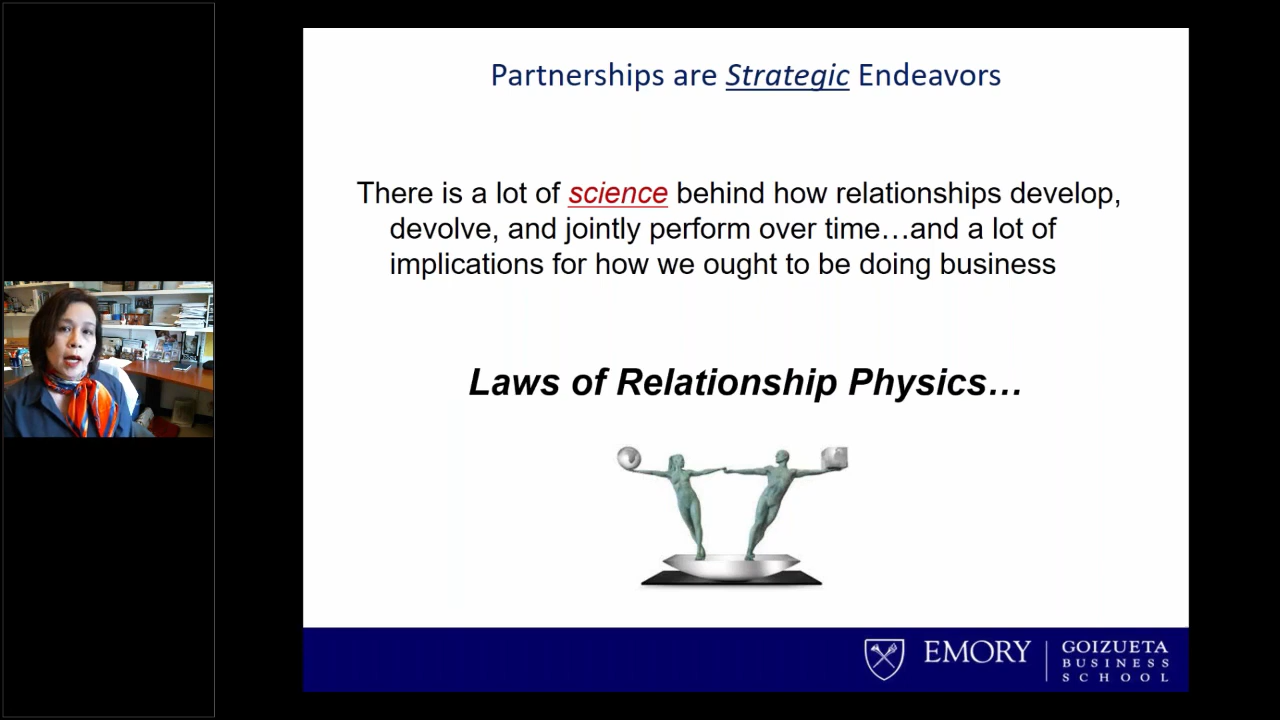 Partnerships are Strategic Endeavors
There is a lot of science behind how relationships develop,
devolve, and jointly perform over time…and a lot of
implications for how we ought to be doing business
Laws of Relationship Physics…
EMORY
GOIZUETA
BUSINESS
SCHOOL